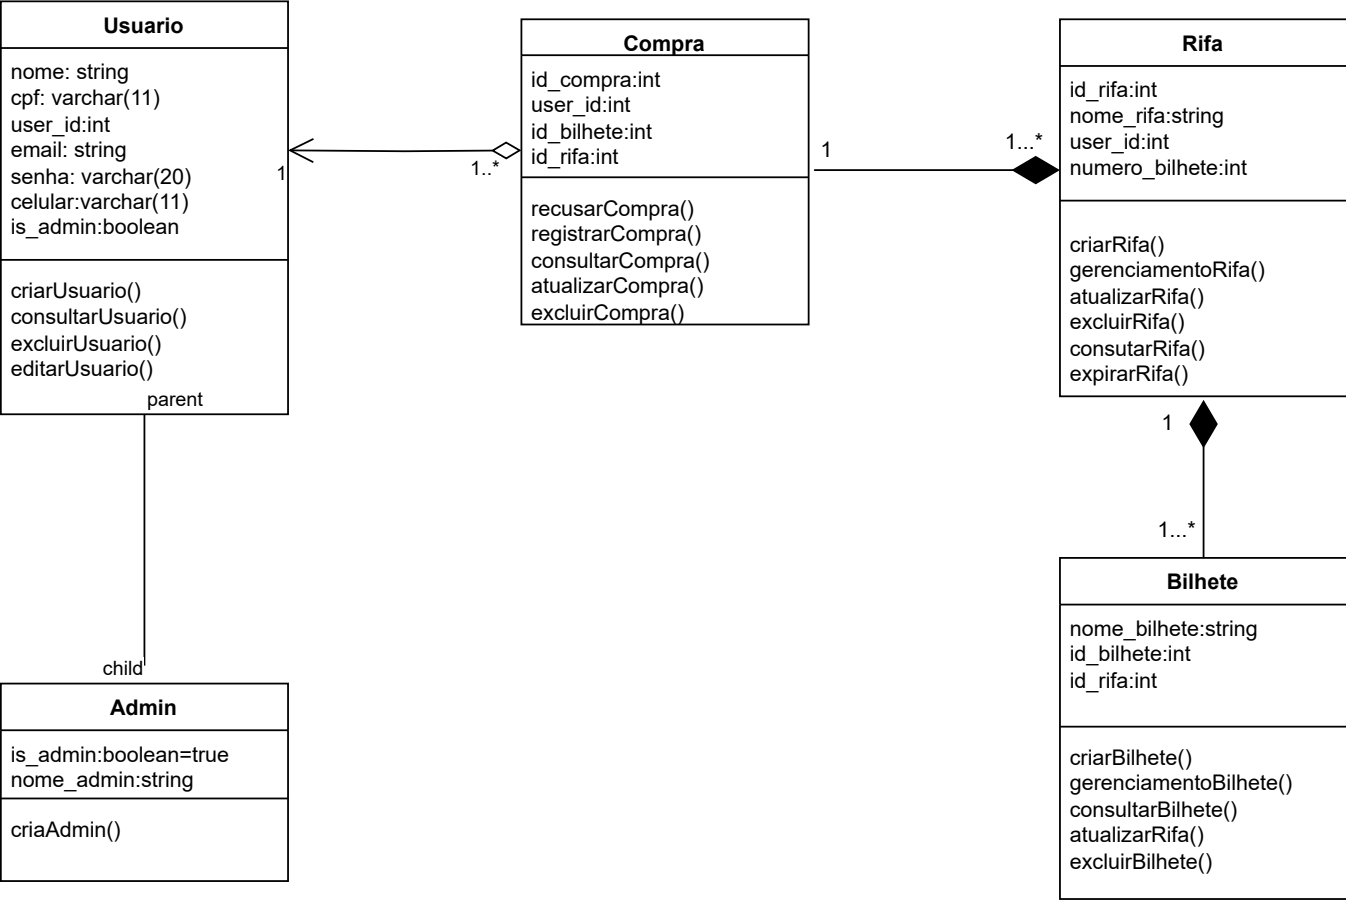 Usuario
nome: string
cpf: varchar(11)
user_id:int
email: string
senha: varchar(20)
celular:varchar(11)
is_admin:boolean
criarUsuario()
consultarUsuario()
excluirUsuario()
editarUsuario()
parent
child
1
1..*
Compra
id_compra:int
user_id:int
id_bilhete:int
id_rifa:int
recusarCompra()
registrarCompra()
consultarCompra()
atualizarCompra()
excluirCompra()
1
1...*
Rifa
id_rifa:int
nome_rifa:string
user_id:int
numero_bilhete:int
criarRifa()
gerenciamentoRifa()
atualizarRifa()
excluirRifa()
consutarRifa()
expirarRifa()
1
1...*
Admin
is_admin:boolean=true
nome_admin:string
criaAdmin()
Bilhete
nome_bilhete:string
id_bilhete:int
id_rifa:int
criarBilhete()
gerenciamentoBilhete()
consultarBilhete()
atualizarRifa()
excluirBilhete()